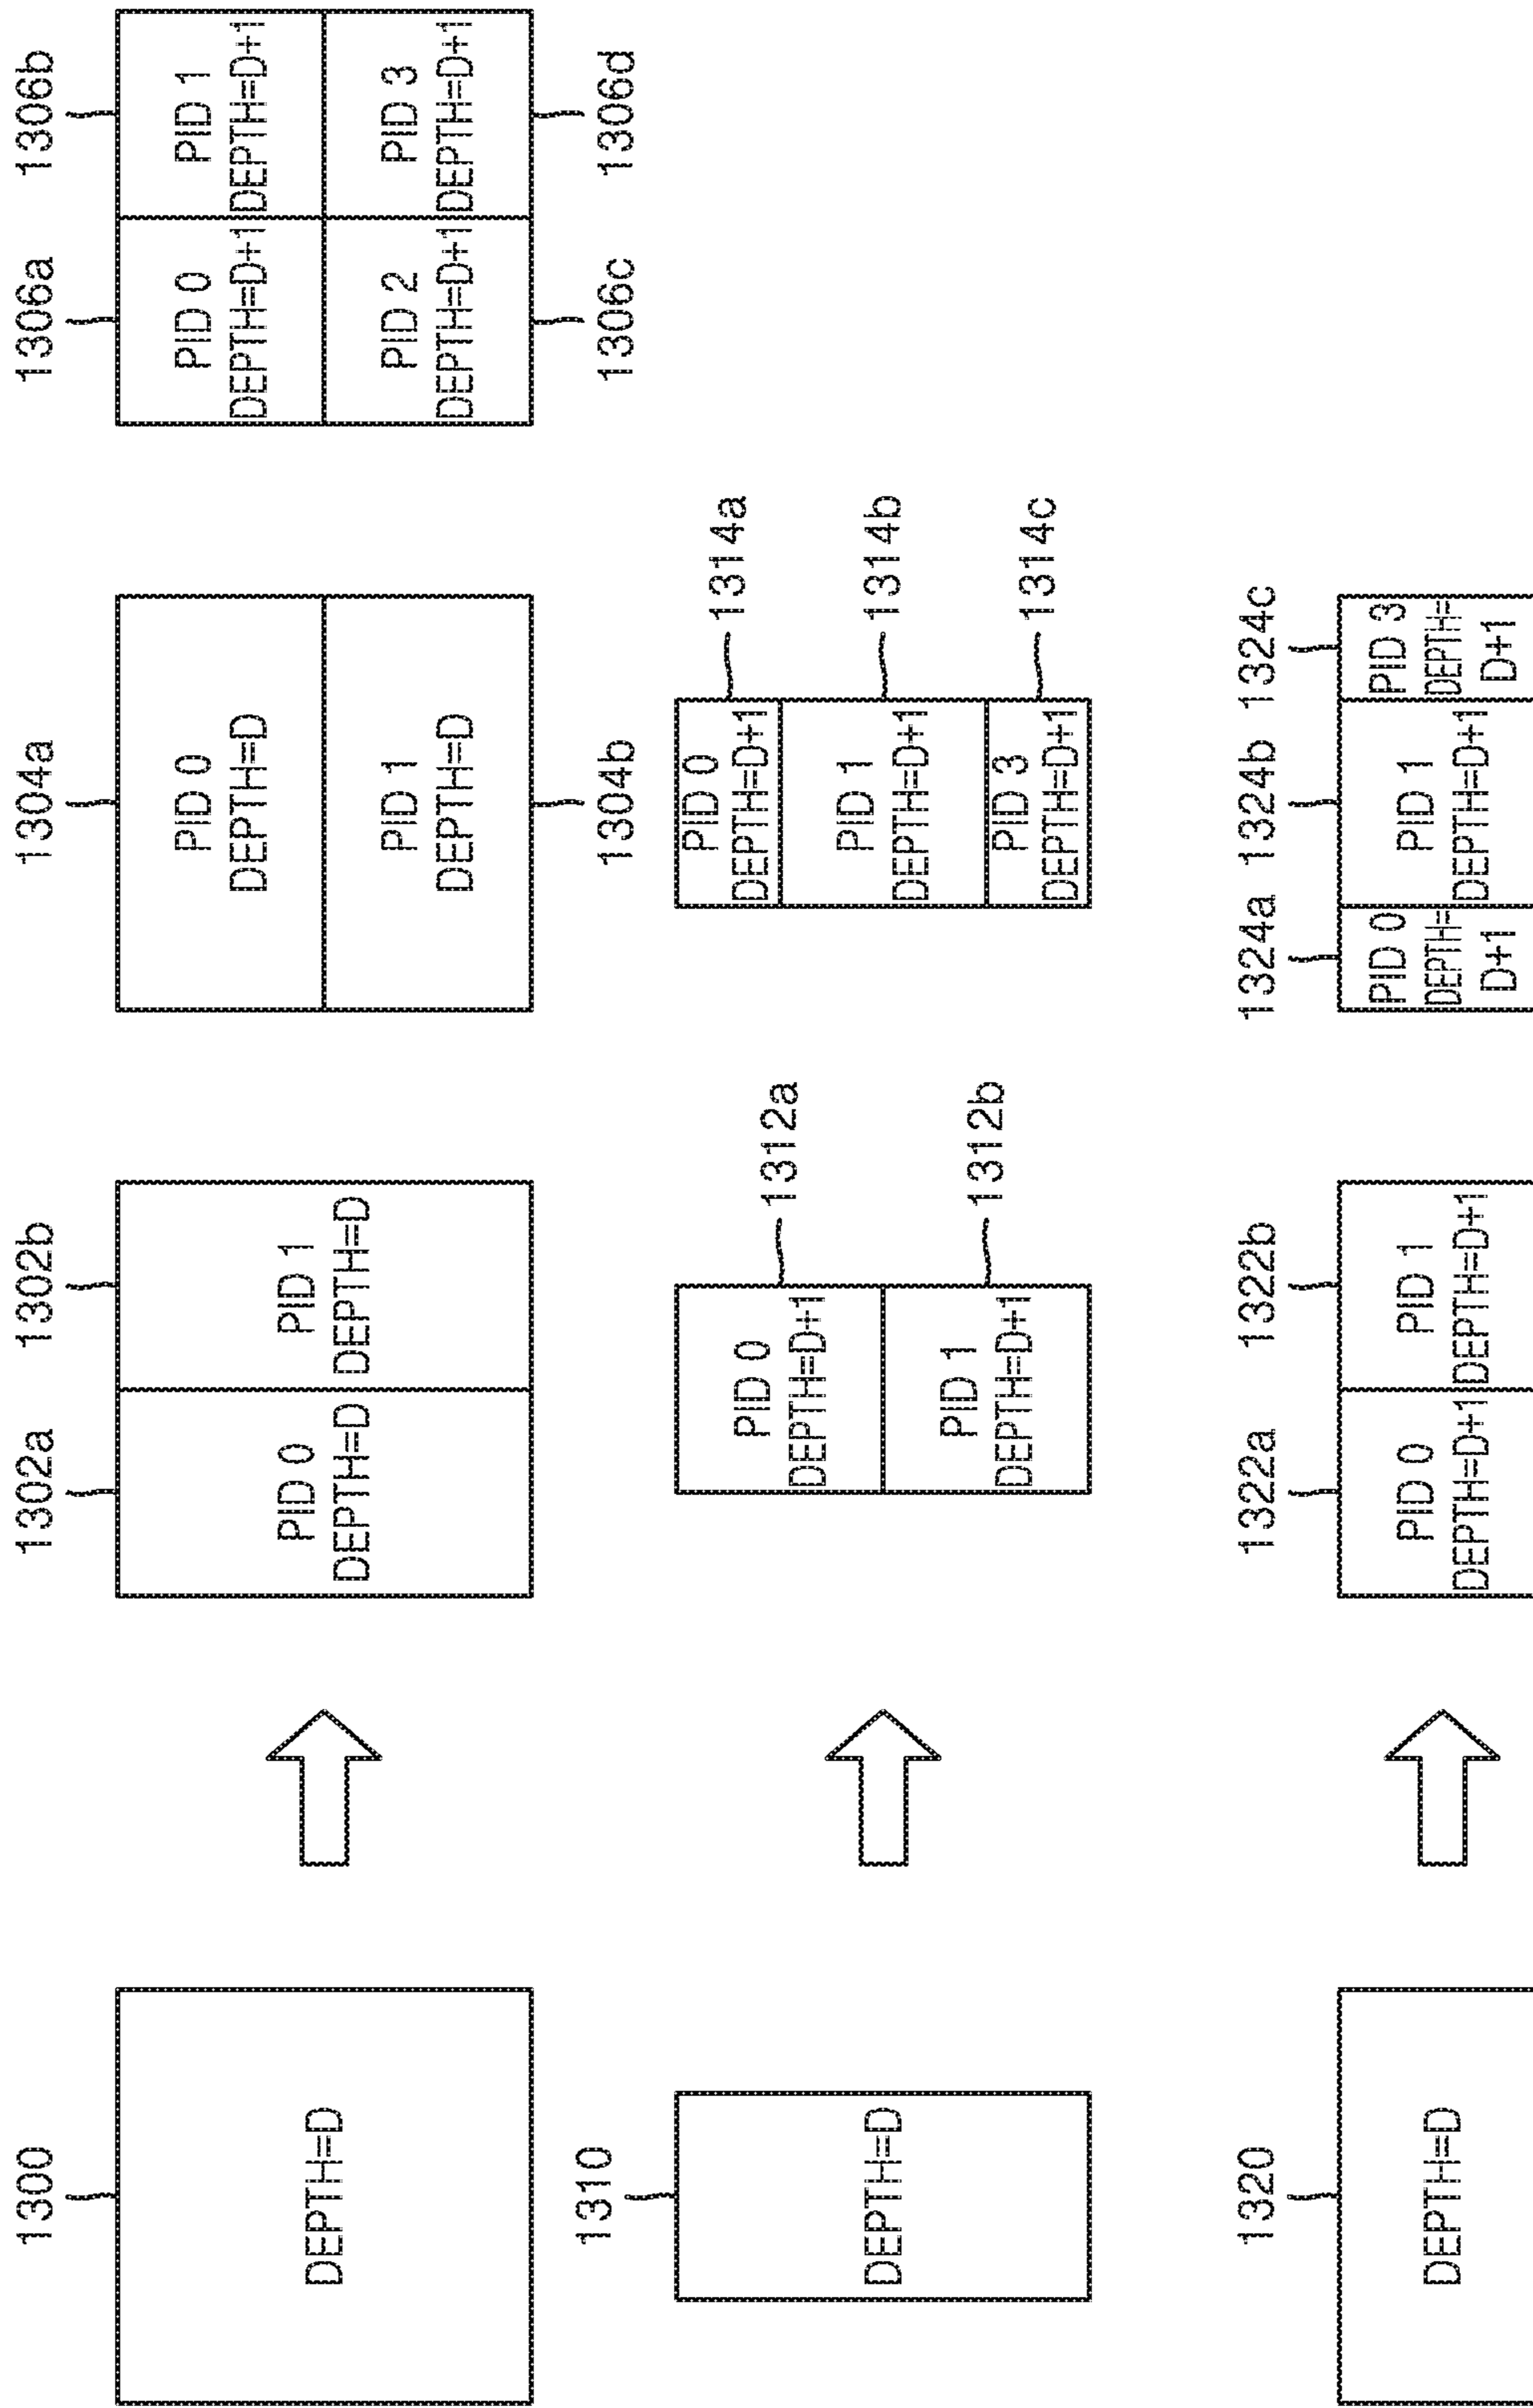 1300
DEPTH=D
1302a
1302b
PID 0
DEPTH=D
PID 1
DEPTH=D
1304a
PID 0
DEPTH=D
PID 1
DEPTH=D
1304b
1306a
1306b
PID 0
DEPTH=D+1
PID 1
DEPTH=D+1
PID 2
DEPTH=D+1
PID 3
DEPTH=D+1
1306c
1306d
1310
DEPTH=D
PID 0
DEPTH=D+1
1312a
PID 1
DEPTH=D+1
1312b
PID 0
DEPTH=D+1
1314a
PID 1
DEPTH=D+1
1314b
PID 3
DEPTH=D+1
1314c
1320
DEPTH=D
1322a
1322b
PID 0
DEPTH=D+1
PID 1
DEPTH=D+1
1324a
1324b
1324c
PID 0
DEPTH=
D+1
PID 1
DEPTH=D+1
PID 3
DEPTH=
D+1